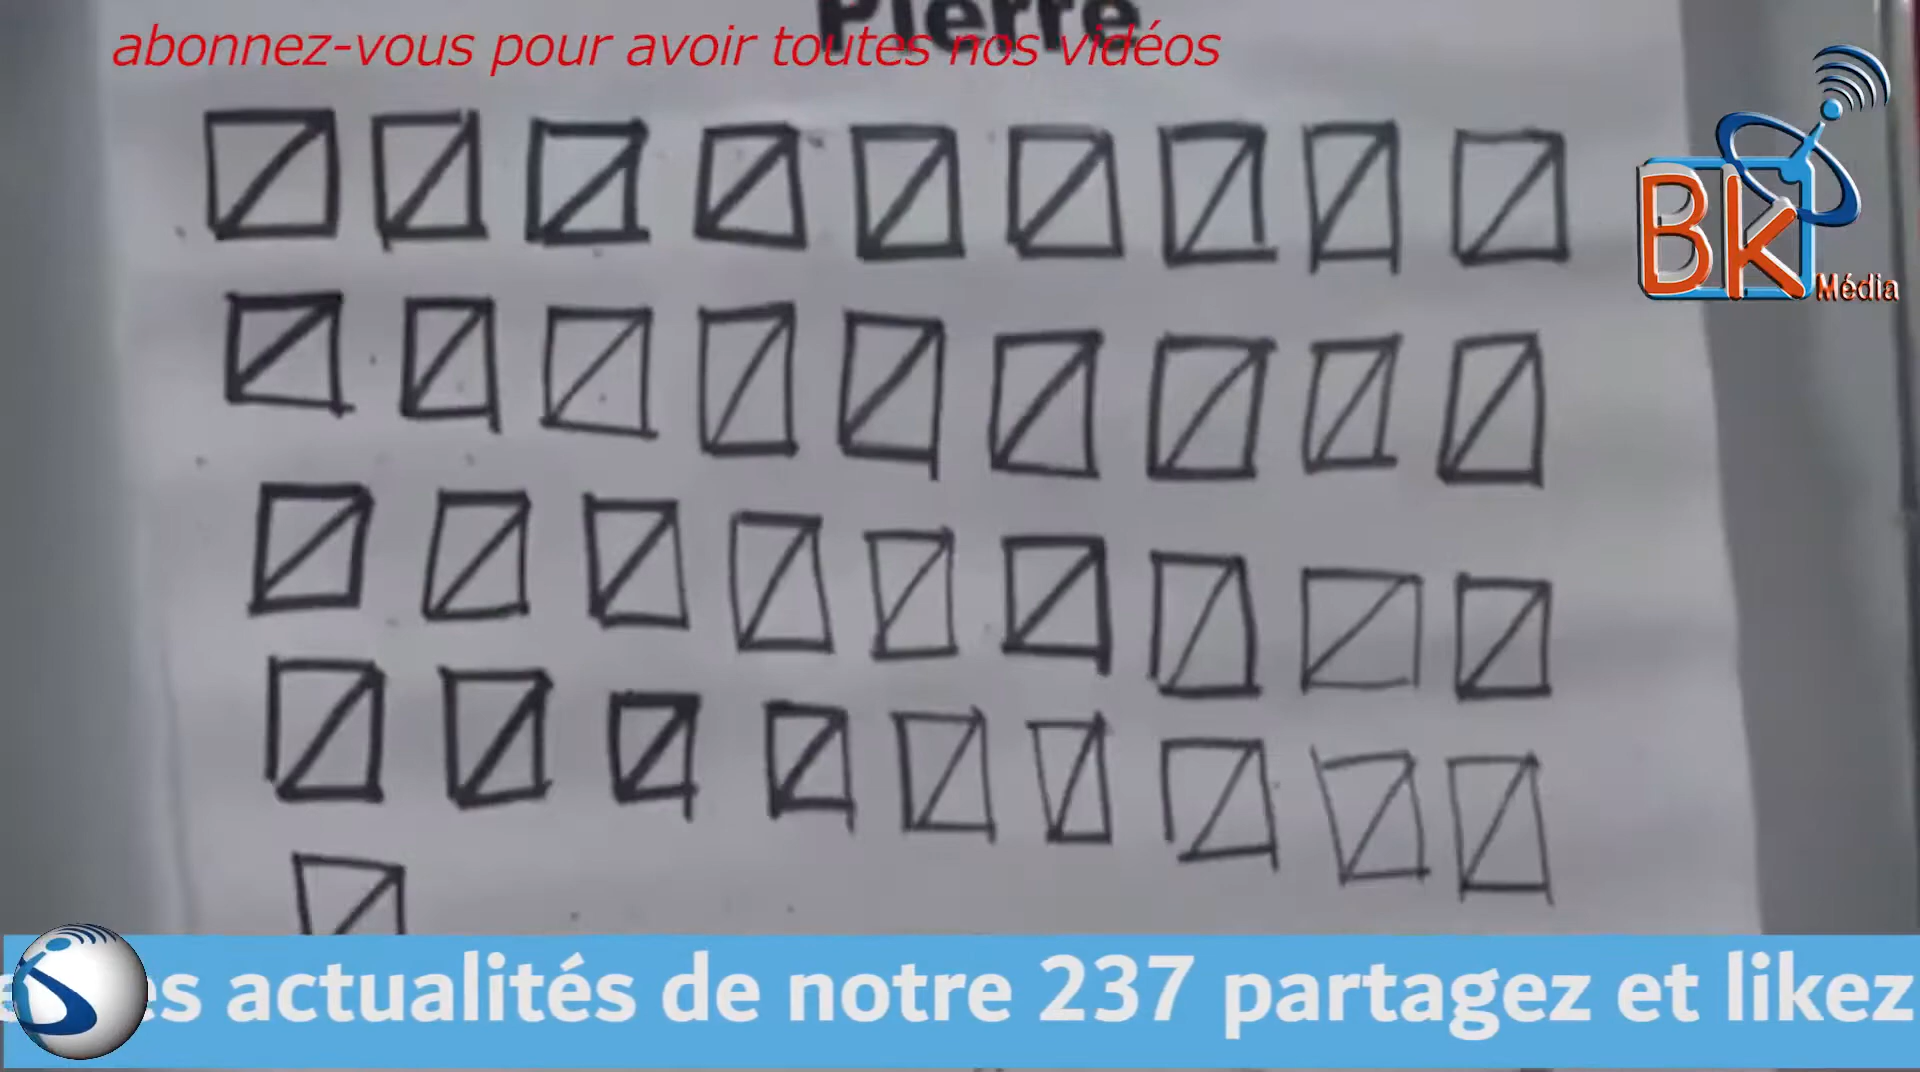 Pierre
abonnez-vous pour avoir toutes nos vidéos
Bk
Média
es actualités de notre 237 partagez et likez